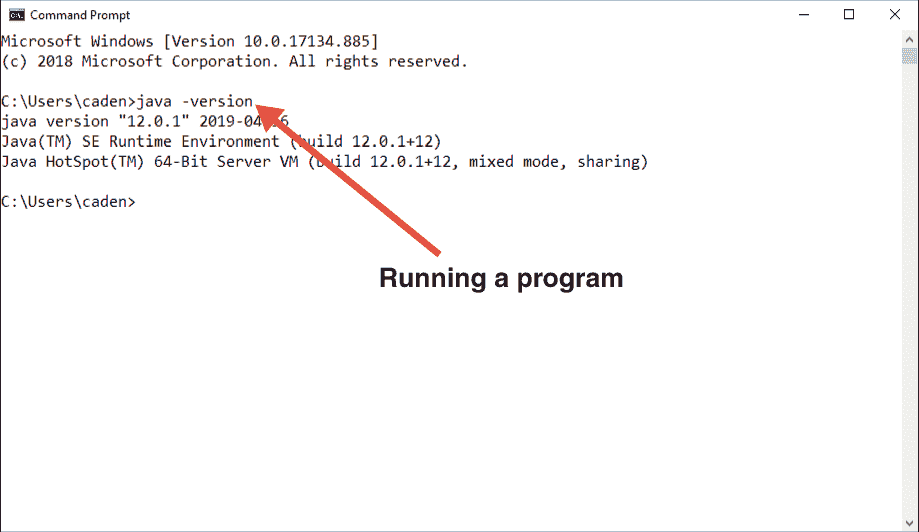 Command Prompt
Microsoft Windows [Version 10.0.17134.885]
(c) 2018 Microsoft Corporation. All rights reserved.
C:\Users\caden>java -version
java version "12.0.1"
Java(TM) SE Runtime Environment (build 12.0.1+12)
Java HotSpot(TM) 64-Bit Server VM (build 12.0.1+12, mixed mode, sharing)
C:\Users\caden>
Running a program